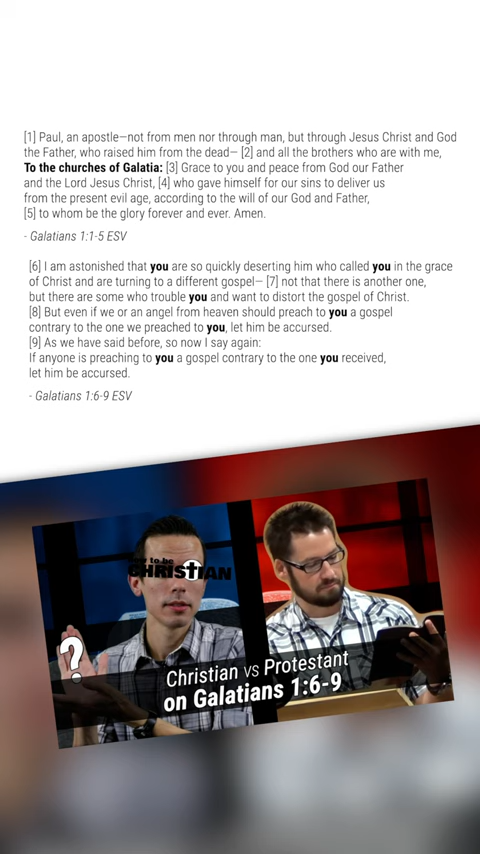 [1] Paul, an apostle—not from men nor through man, but through Jesus Christ and God
the Father, who raised him from the dead— [2] and all the brothers who are with me,
To the churches of Galatia: [3] Grace to you and peace from God our Father
and the Lord Jesus Christ, [4] who gave himself for our sins to deliver us
from the present evil age, according to the will of our God and Father,
[5] to whom be the glory forever and ever. Amen.
- Galatians 1:1-5 ESV
[6] I am astonished that you are so quickly deserting him who called you in the grace
of Christ and are turning to a different gospel— [7] not that there is another one,
but there are some who trouble you and want to distort the gospel of Christ.
[8] But even if we or an angel from heaven should preach to you a gospel
contrary to the one we preached to you, let him be accursed.
[9] As we have said before, so now I say again:
If anyone is preaching to you a gospel contrary to the one you received,
let him be accursed.
- Galatians 1:6-9 ESV
to be
CHRISTIAN
?
Christian vs Protestant
on Galatians 1:6-9